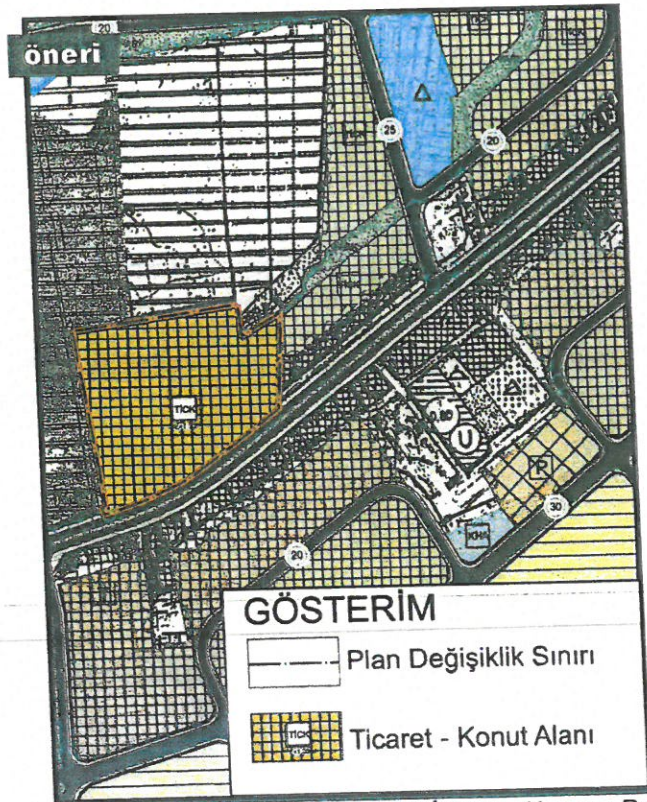 20
öneri
25
20
TİCK
U
P
30
20
GÖSTERİM
Plan Değişiklik Sınırı
TİCK
Ticaret - Konut Alanı